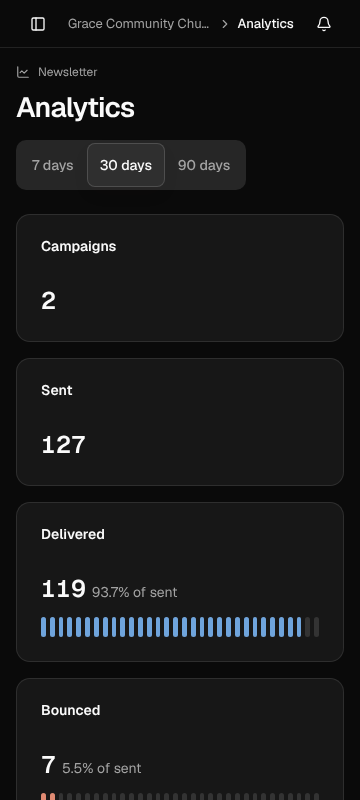 Grace Community Chu... > Analytics
Newsletter
Analytics
7 days 30 days 90 days
Campaigns
2
Sent
127
Delivered
119 93.7% of sent
Bounced
7 5.5% of sent